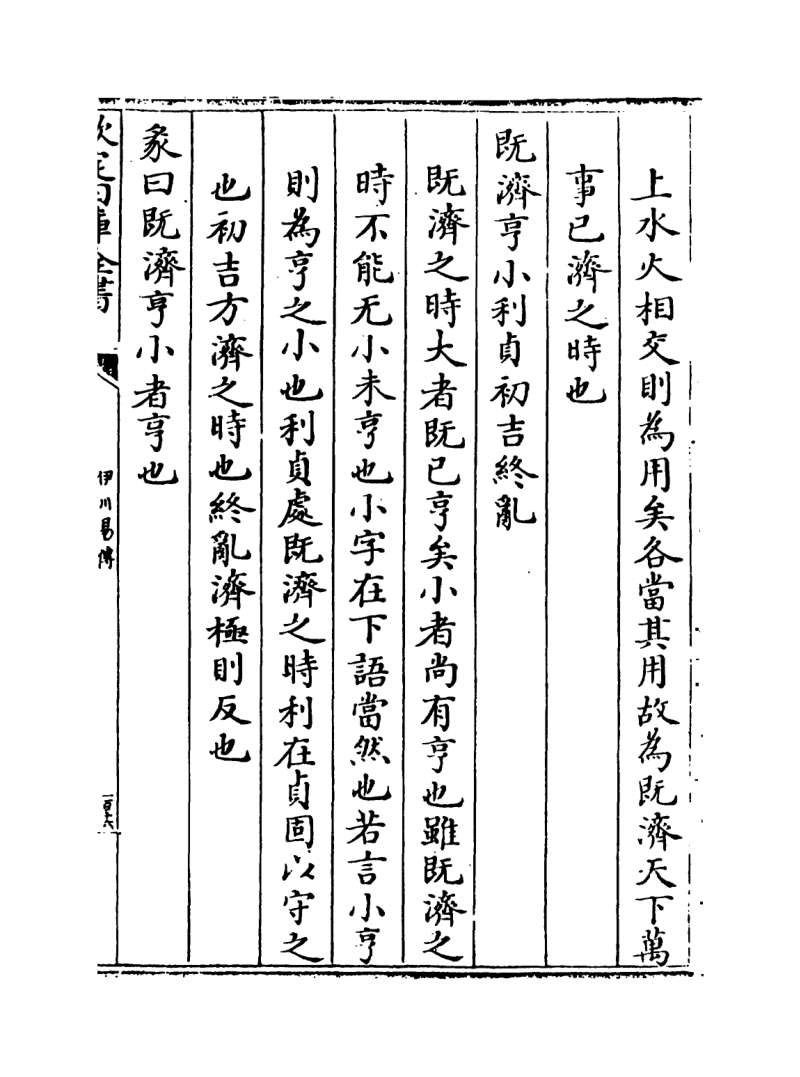 上水火相交則為用矣各當其用故為既濟天下萬
事已濟之時也
既濟亨小利貞初吉終亂
既濟之時大者既已亨矣小者尚有亨也雖既濟之
時不能无小未亨也小字在下語當然也若言小亨
則為亨之小也利貞處既濟之時利在貞固以守之
也初吉方濟之時也終亂濟極則反也
彖曰既濟亨小者亨也
欽定四庫全書
伊川易傳
一百六